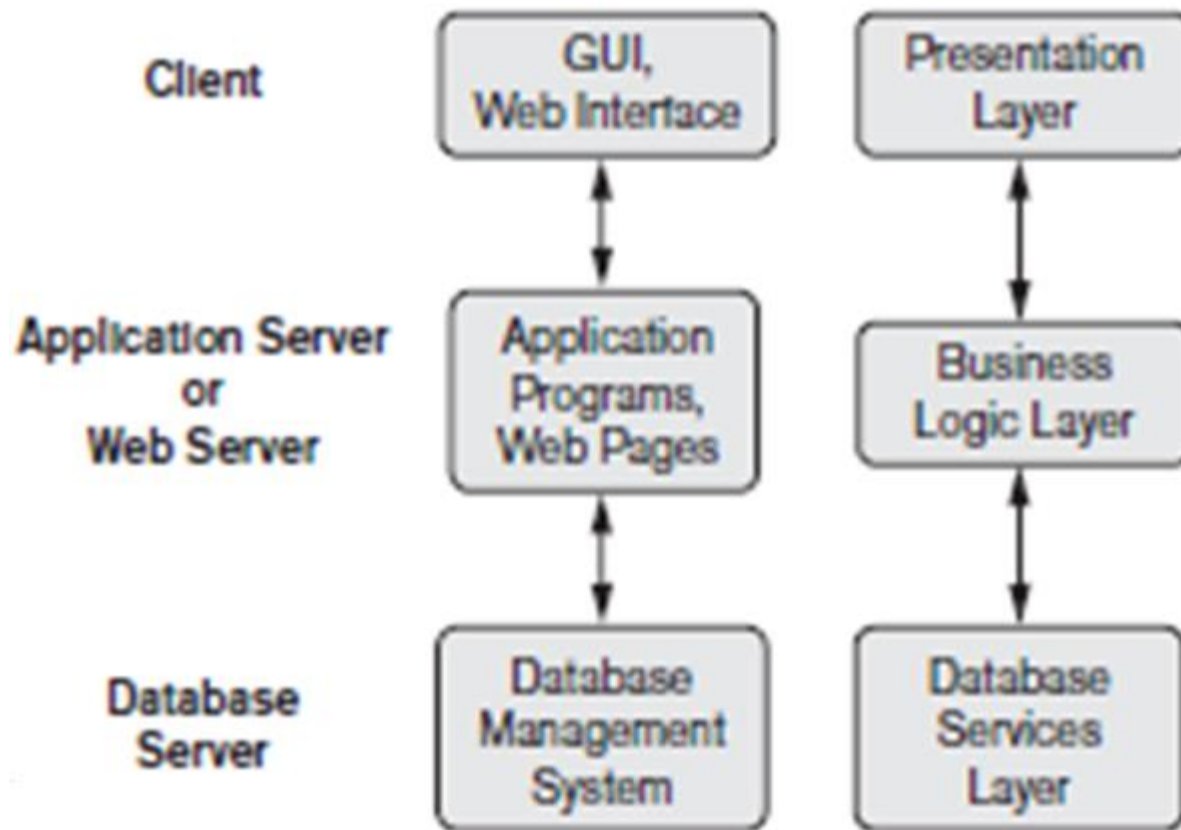 Client
GUI,
Web Interface
Presentation
Layer
Application Server
or
Web Server
Application
Programs,
Web Pages
Business
Logic Layer
Database
Server
Database
Management
System
Database
Services
Layer